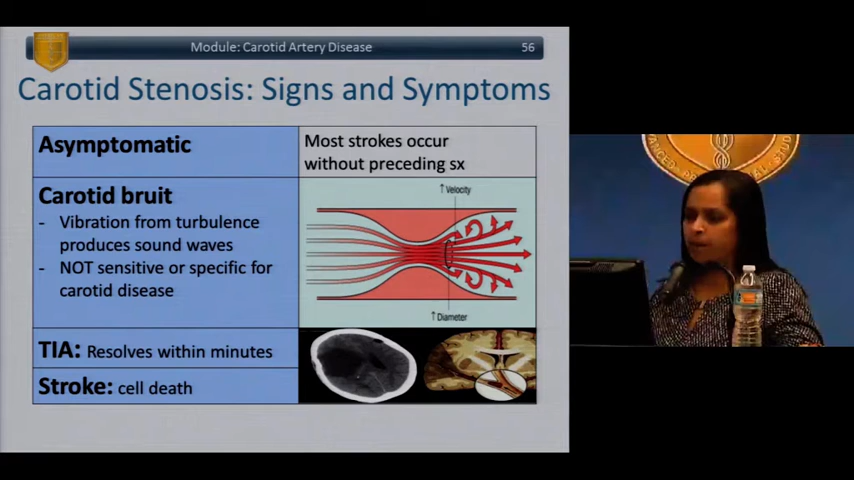 Module: Carotid Artery Disease
56
Carotid Stenosis: Signs and Symptoms
Asymptomatic
Most strokes occur
without preceding sx
Carotid bruit
- Vibration from turbulence
produces sound waves
- NOT sensitive or specific for
carotid disease
↑ Velocity
↑ Diameter
TIA: Resolves within minutes
Stroke: cell death